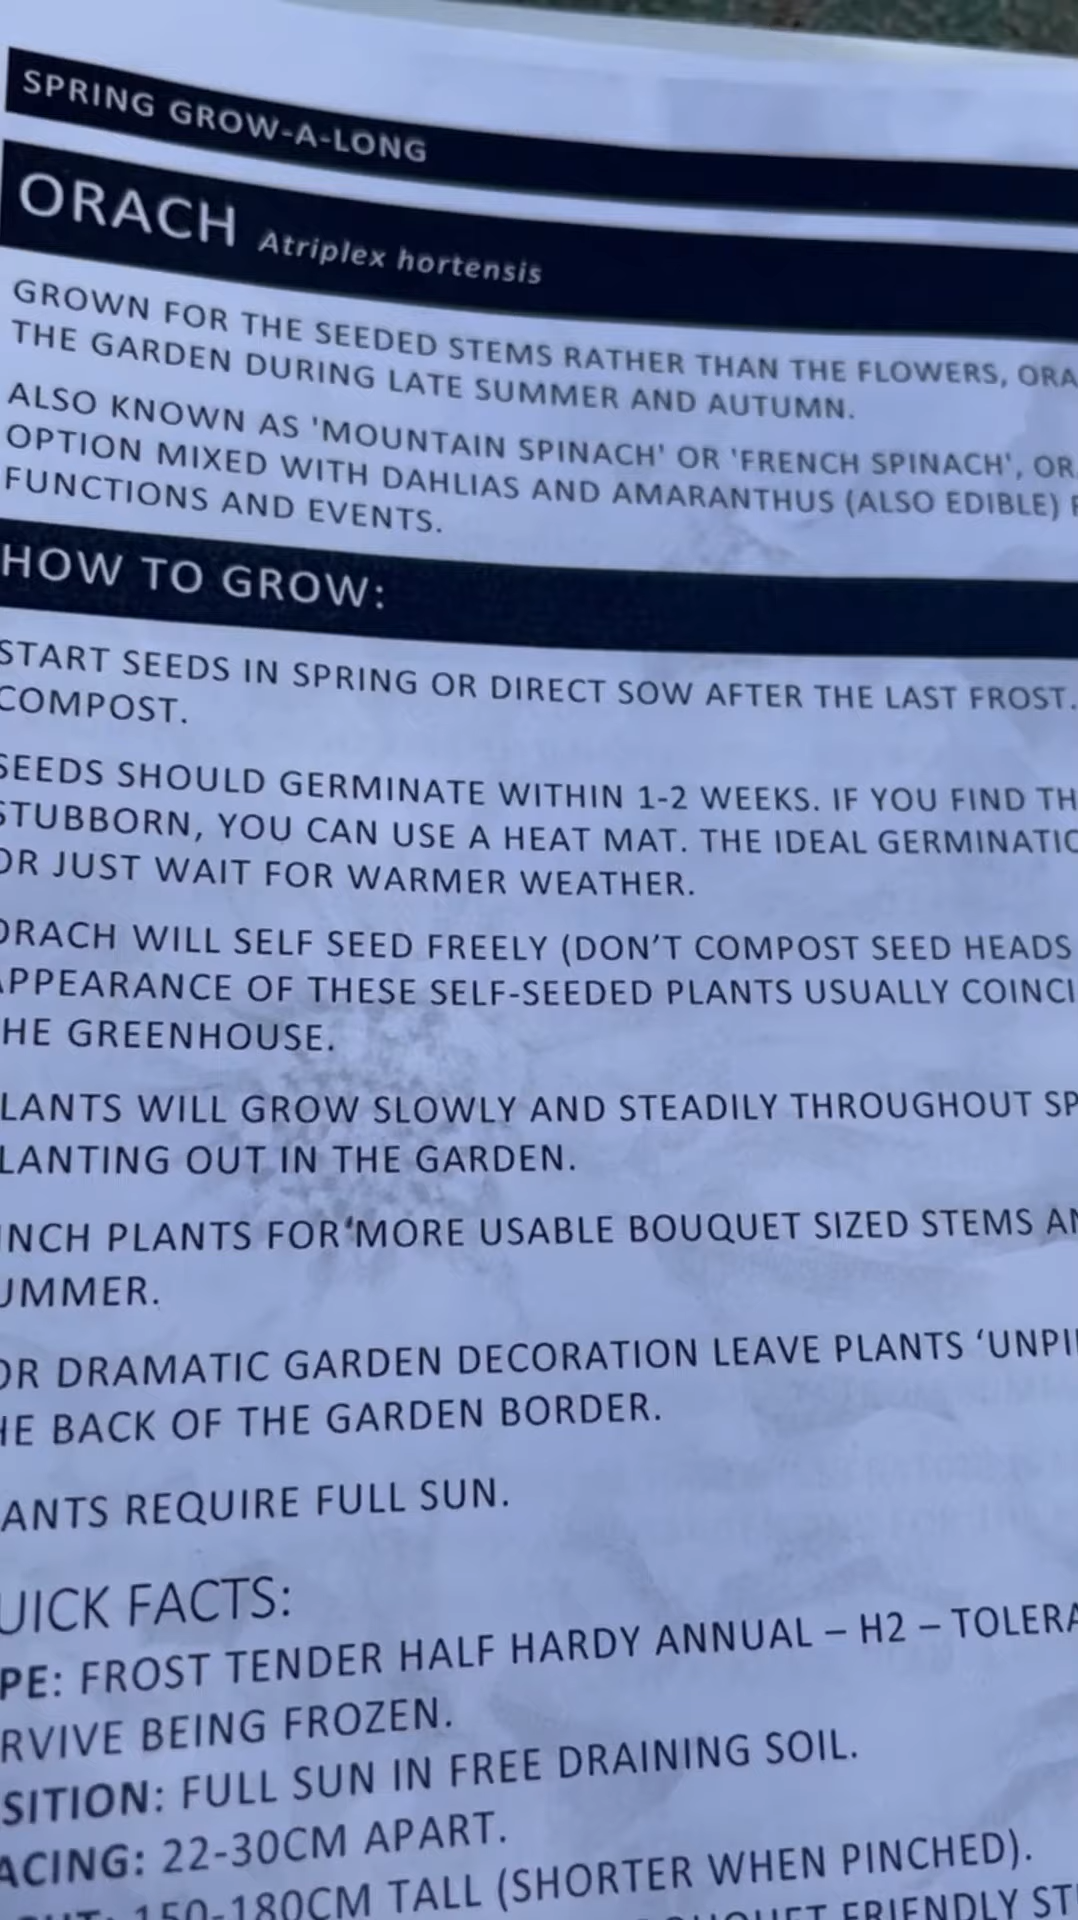 SPRING GROW-A-LONG
ORACH Atriplex hortensis
GROWN FOR THE SEEDED STEMS RATHER THAN THE FLOWERS, ORA
THE GARDEN DURING LATE SUMMER AND AUTUMN.
ALSO KNOWN AS 'MOUNTAIN SPINACH' OR 'FRENCH SPINACH', OR
OPTION MIXED WITH DAHLIAS AND AMARANTHUS (ALSO EDIBLE)
FUNCTIONS AND EVENTS.
HOW TO GROW:
START SEEDS IN SPRING OR DIRECT SOW AFTER THE LAST FROST.
COMPOST.
SEEDS SHOULD GERMINATE WITHIN 1-2 WEEKS. IF YOU FIND TH
STUBBORN, YOU CAN USE A HEAT MAT. THE IDEAL GERMINATIO
OR JUST WAIT FOR WARMER WEATHER.
ORACH WILL SELF SEED FREELY (DON'T COMPOST SEED HEADS
APPEARANCE OF THESE SELF-SEEDED PLANTS USUALLY COINCI
HE GREENHOUSE.
LANTS WILL GROW SLOWLY AND STEADILY THROUGHOUT SP
LANTING OUT IN THE GARDEN.
INCH PLANTS FOR MORE USABLE BOUQUET SIZED STEMS AN
UMMER.
OR DRAMATIC GARDEN DECORATION LEAVE PLANTS 'UNPI
HE BACK OF THE GARDEN BORDER.
ANTS REQUIRE FULL SUN.
UICK FACTS:
PE: FROST TENDER HALF HARDY ANNUAL – H2 – TOLERA
RVIVE BEING FROZEN.
SITION: FULL SUN IN FREE DRAINING SOIL.
ACING: 22-30CM APART.
150-180CM TALL (SHORTER WHEN PINCHED).
FRIENDLY